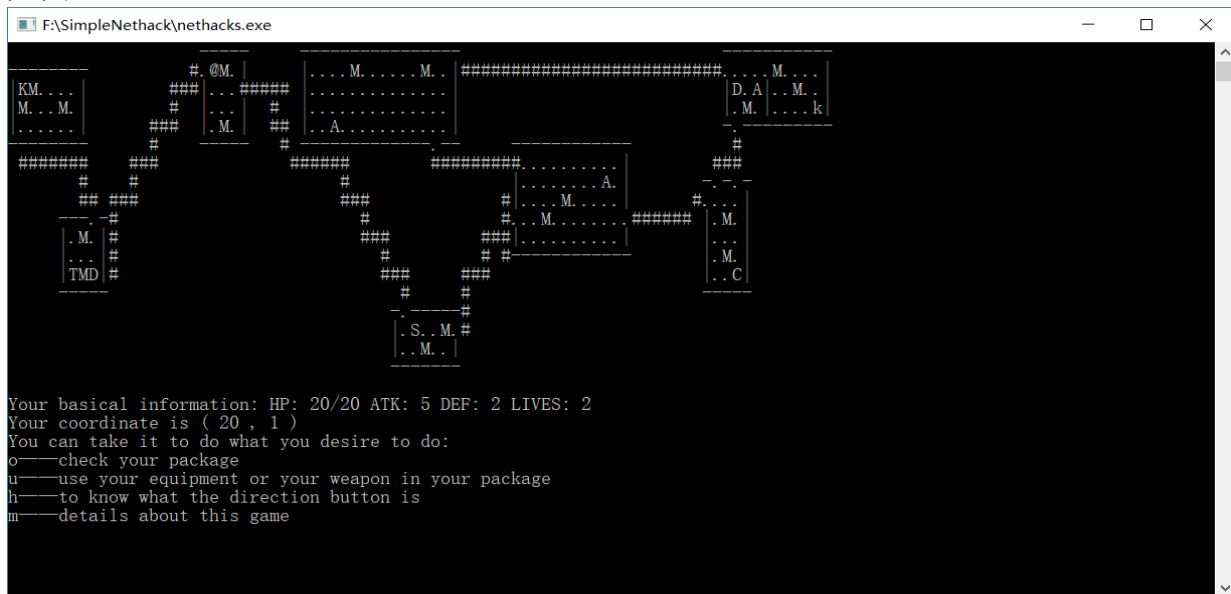 F:\SimpleNethack\nethacks.exe
      -----     ----------------                          -----------
--------          #.@M.|     |....M......M..|##########################.....M....|
|KM....|        ###|...#####  |..............|                          |D.A|..M..|
|M...M.|        #  |...|  #   |..............|                          |.M.|....k|
|......|      ###  |.M.|  ##  |..A...........|                          -.---------
--------      #    -----   #  -------------.--     ------------          #
 #######    ###             ######        #########..........|         ###
       #    #                    #                |........A.|        -.-.-
       ## ###                    ###             #|....M.....|       #....|
     ---.-#                        #             #...M........###### |.M.|
     |.M.|#                        ###         ###|..........|       |...|
     |...|#                          #         # #------------       |.M.|
     |TMD|#                          ###     ###                     |..C|
     -----                             #     #                       -----
                                      -.-----#
                                      |.S..M.#
                                      |..M..|
                                      -------
Your basical information: HP: 20/20 ATK: 5 DEF: 2 LIVES: 2
Your coordinate is ( 20 , 1 )
You can take it to do what you desire to do:
o——check your package
u——use your equipment or your weapon in your package
h——to know what the direction button is
m——details about this game